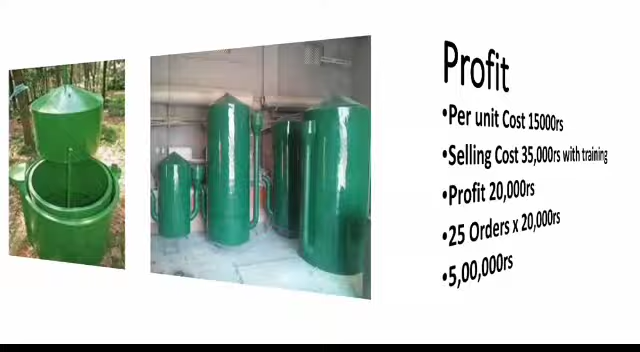 Profit
•Per unit Cost 15000rs
•Selling Cost 35,000rs with training
•Profit 20,000rs
•25 Orders x 20,000rs
•5,00,000rs